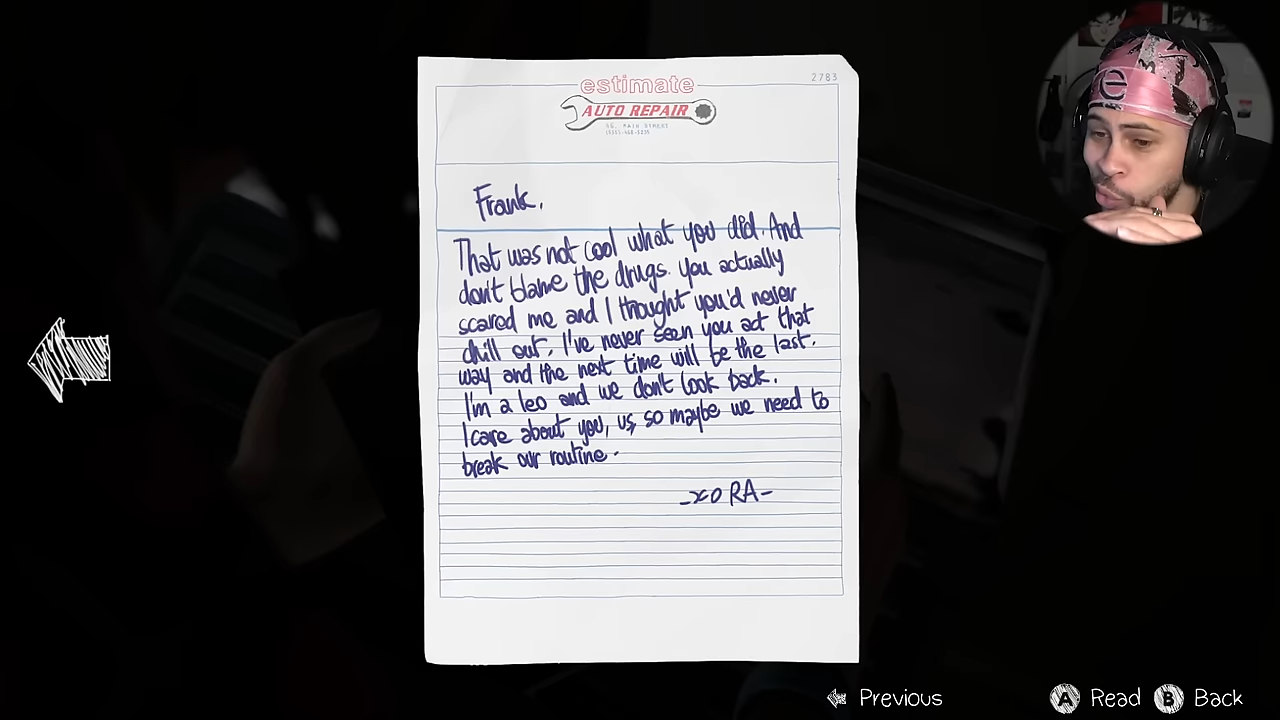 estimate
2783
AUTO REPAIR
Frank,
That was not cool what you did. And
don't blame the drugs. You actually
scared me and I thought you'd never
chill out. I've never seen you act that
way and the next time will be the last.
I'm a leo and we don't look back.
I care about you, us, so maybe we need to
break our routine.
-xo RA-
Previous
A Read B Back